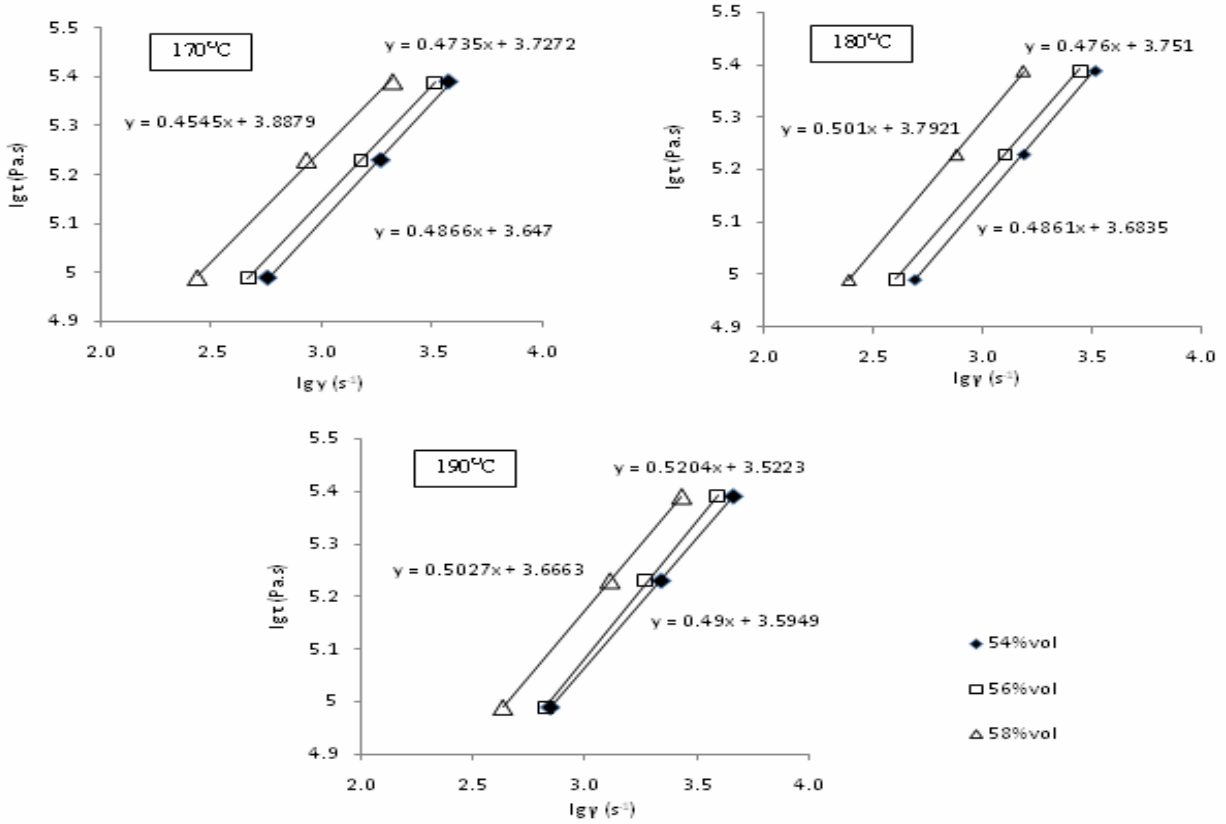 170°C
y = 0.4735x + 3.7272
y = 0.4545x + 3.8879
y = 0.4866x + 3.647
lg τ (Pa.s)
5.5
5.4
5.3
5.2
5.1
5
4.9
2.0 2.5 3.0 3.5 4.0
lg γ (s⁻¹)
180°C
y = 0.476x + 3.751
y = 0.501x + 3.7921
y = 0.4861x + 3.6835
lg τ (Pa.s)
5.5
5.4
5.3
5.2
5.1
5
4.9
2.0 2.5 3.0 3.5 4.0
lg γ (s⁻¹)
190°C
y = 0.5204x + 3.5223
y = 0.5027x + 3.6663
y = 0.49x + 3.5949
lg τ (Pa.s)
5.5
5.4
5.3
5.2
5.1
5
4.9
2.0 2.5 3.0 3.5 4.0
lg γ (s⁻¹)
54%vol
56%vol
58%vol